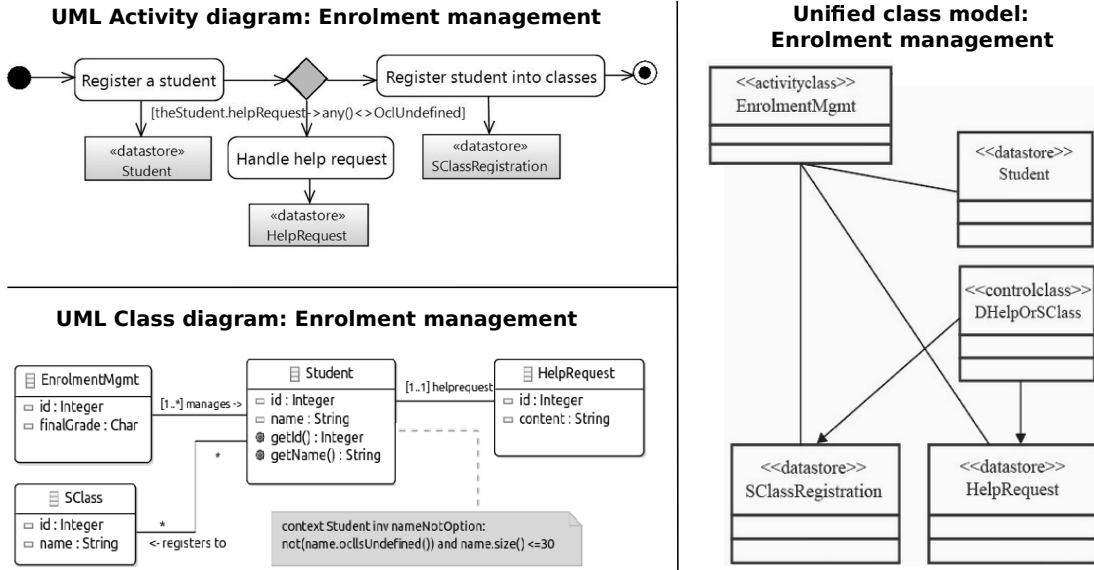 UML Activity diagram: Enrolment management
Register a student
Register student into classes
[theStudent.helpRequest->any()<>OclUndefined]
«datastore»
Student
Handle help request
«datastore»
SClassRegistration
«datastore»
HelpRequest
UML Class diagram: Enrolment management
EnrolmentMgmt
id : Integer
finalGrade : Char
[1..*] manages ->
Student
id : Integer
name : String
getId() : Integer
getName() : String
[1..1] helprequest
HelpRequest
id : Integer
content : String
*
SClass
id : Integer
name : String
*
<- registers to
context Student inv nameNotOption:
not(name.ocllsUndefined()) and name.size() <=30
Unified class model:
Enrolment management
<<activityclass>>
EnrolmentMgmt
<<datastore>>
Student
<<controlclass>>
DHelpOrSClass
<<datastore>>
SClassRegistration
<<datastore>>
HelpRequest